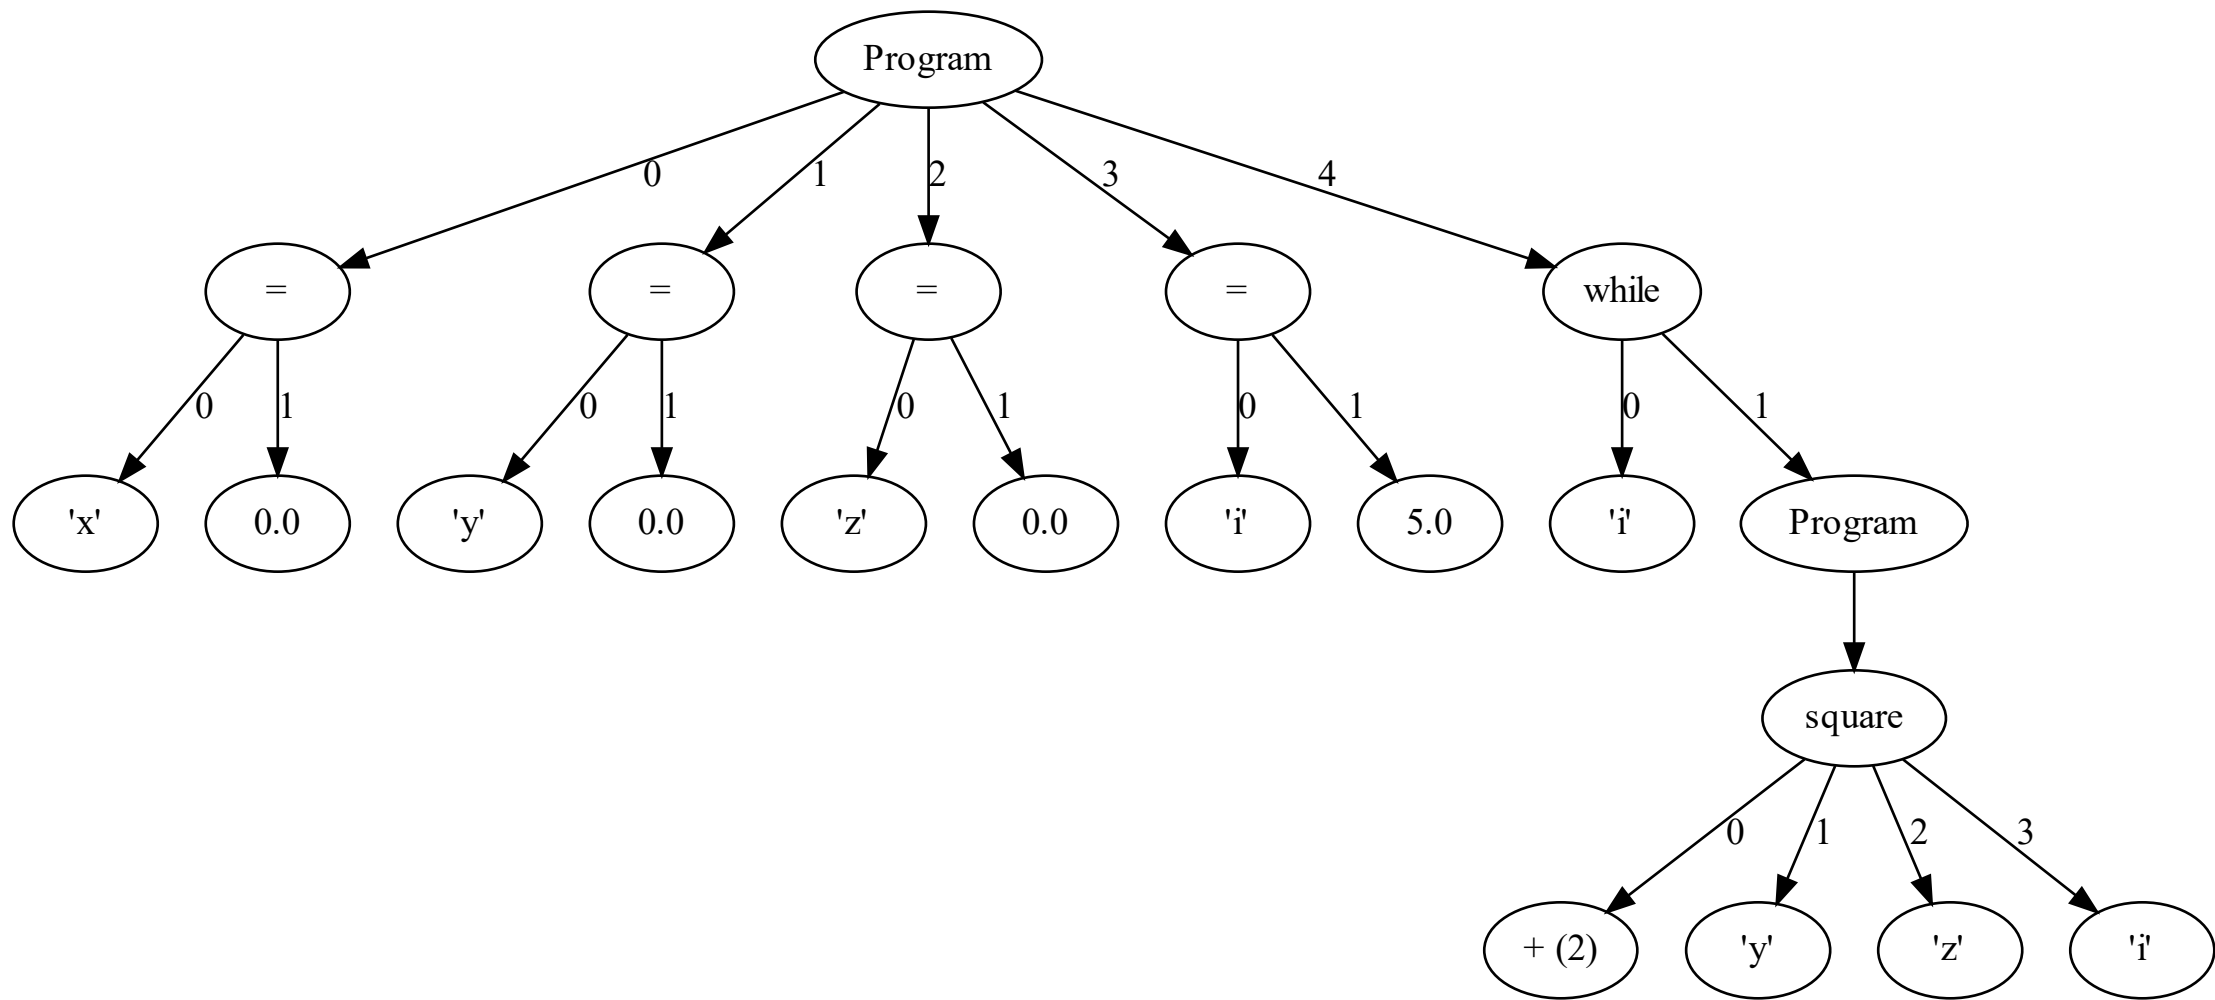 Program
0
1
2
3
4
=
=
=
=
while
0
1
0
1
0
1
0
1
0
1
'x'
0.0
'y'
0.0
'z'
0.0
'i'
5.0
'i'
Program
square
0
1
2
3
+ (2)
'y'
'z'
'i'